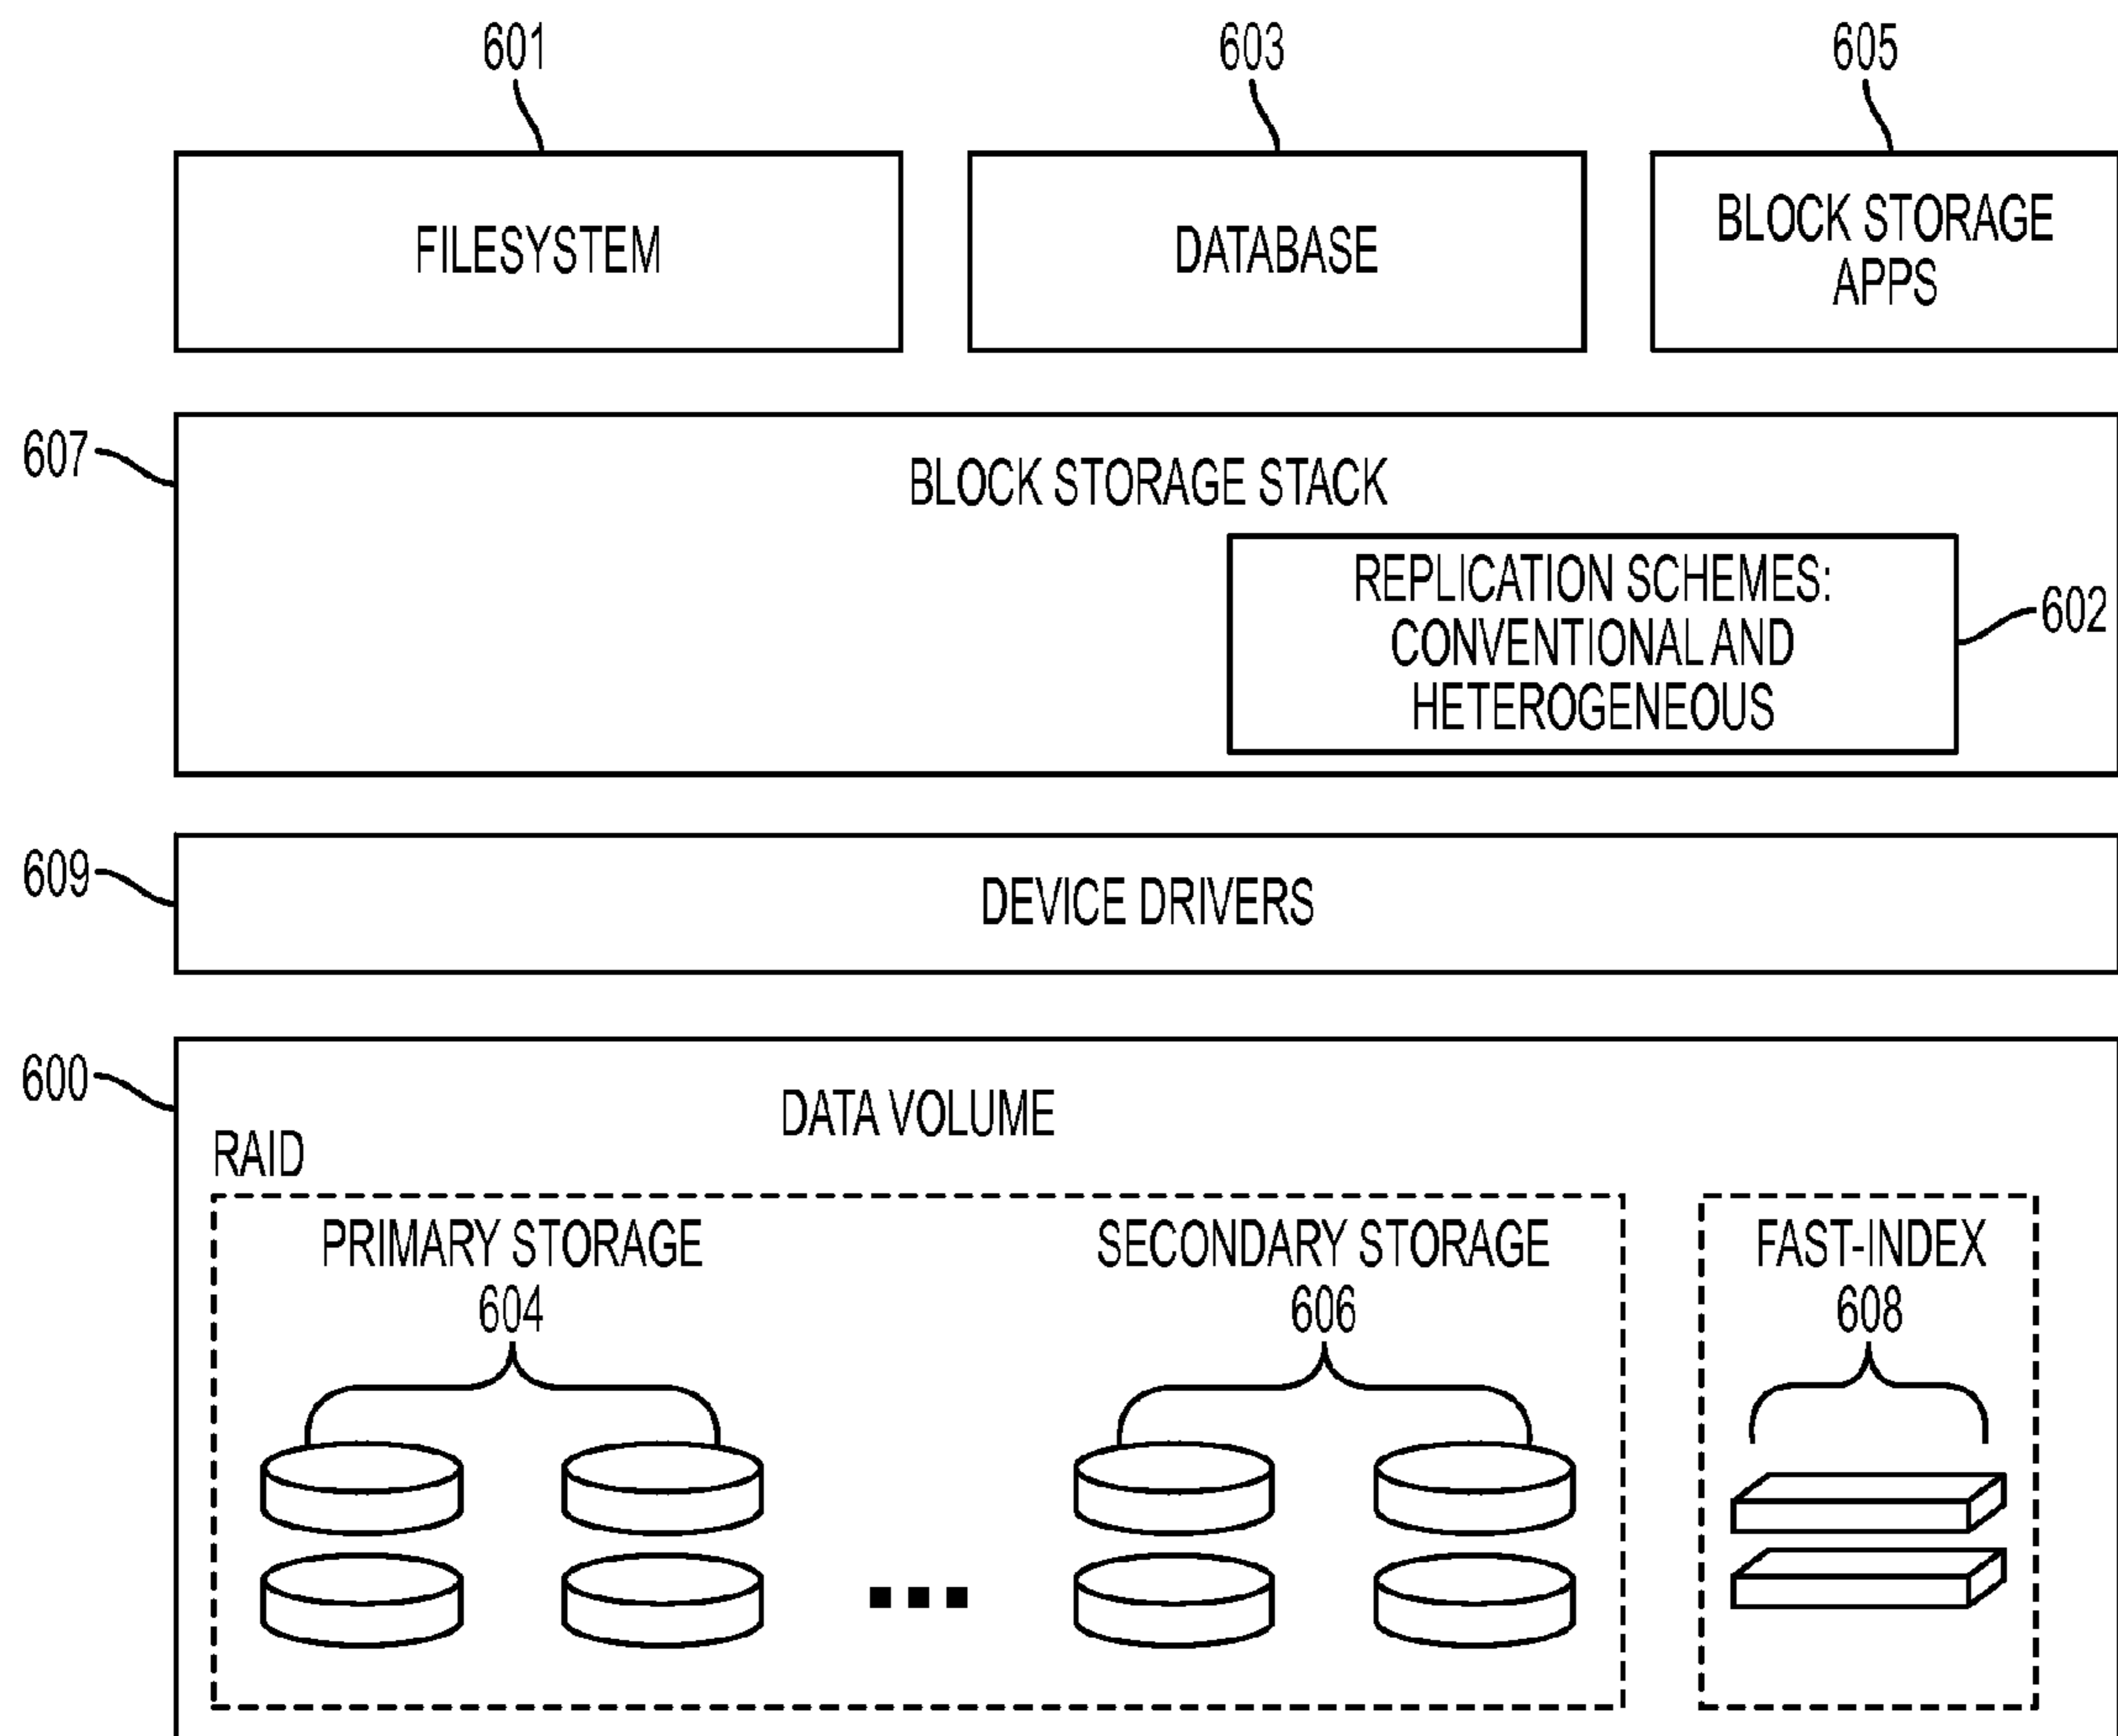 601
603
605
FILESYSTEM
DATABASE
BLOCK STORAGE
APPS
607
BLOCK STORAGE STACK
REPLICATION SCHEMES:
CONVENTIONAL AND
HETEROGENEOUS
602
609
DEVICE DRIVERS
600
DATA VOLUME
RAID
PRIMARY STORAGE
604
SECONDARY STORAGE
606
FAST-INDEX
608